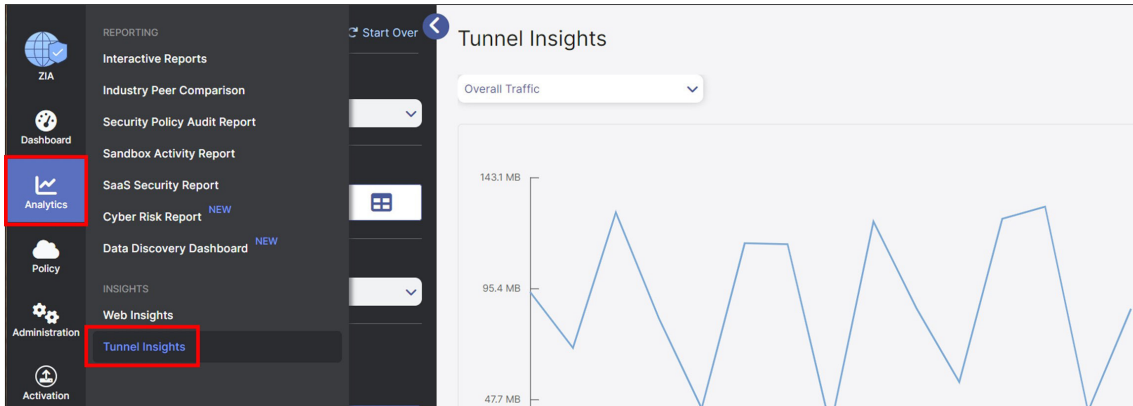 ZIA
Dashboard
Analytics
Policy
Administration
Activation
REPORTING
Interactive Reports
Industry Peer Comparison
Security Policy Audit Report
Sandbox Activity Report
SaaS Security Report
Cyber Risk Report NEW
Data Discovery Dashboard NEW
INSIGHTS
Web Insights
Tunnel Insights
Start Over
Tunnel Insights
Overall Traffic
143.1 MB
95.4 MB
47.7 MB